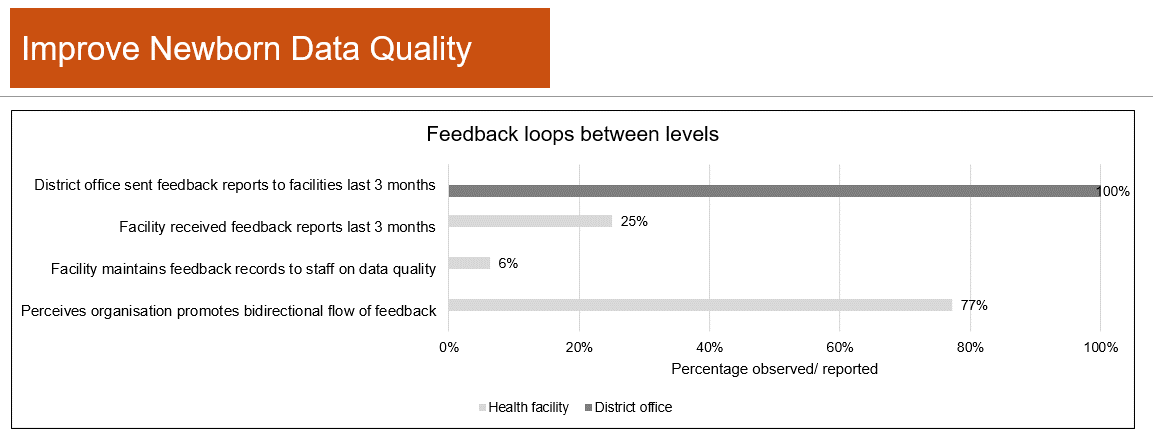 Improve Newborn Data Quality
Feedback loops between levels
District office sent feedback reports to facilities last 3 months
100%
Facility received feedback reports last 3 months
25%
Facility maintains feedback records to staff on data quality
6%
Perceives organisation promotes bidirectional flow of feedback
77%
0% 20% 40% 60% 80% 100%
Percentage observed/ reported
Health facility District office